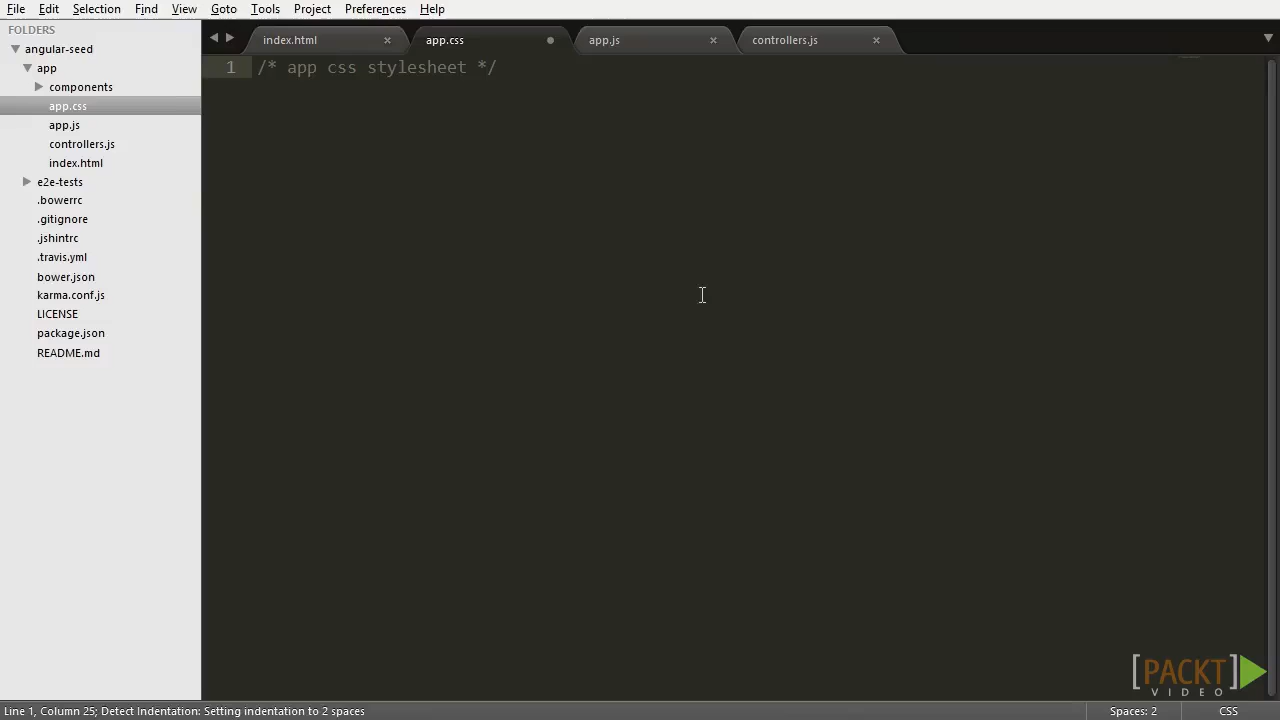 File Edit Selection Find View Goto Tools Project Preferences Help
FOLDERS
angular-seed
app
components
app.css
app.js
controllers.js
index.html
e2e-tests
.bowerrc
.gitignore
.jshintrc
.travis.yml
bower.json
karma.conf.js
LICENSE
package.json
README.md
index.html app.css app.js controllers.js
1 /* app css stylesheet */
[PACKT]
VIDEO
Line 1, Column 25; Detect Indentation: Setting indentation to 2 spaces Spaces: 2 CSS